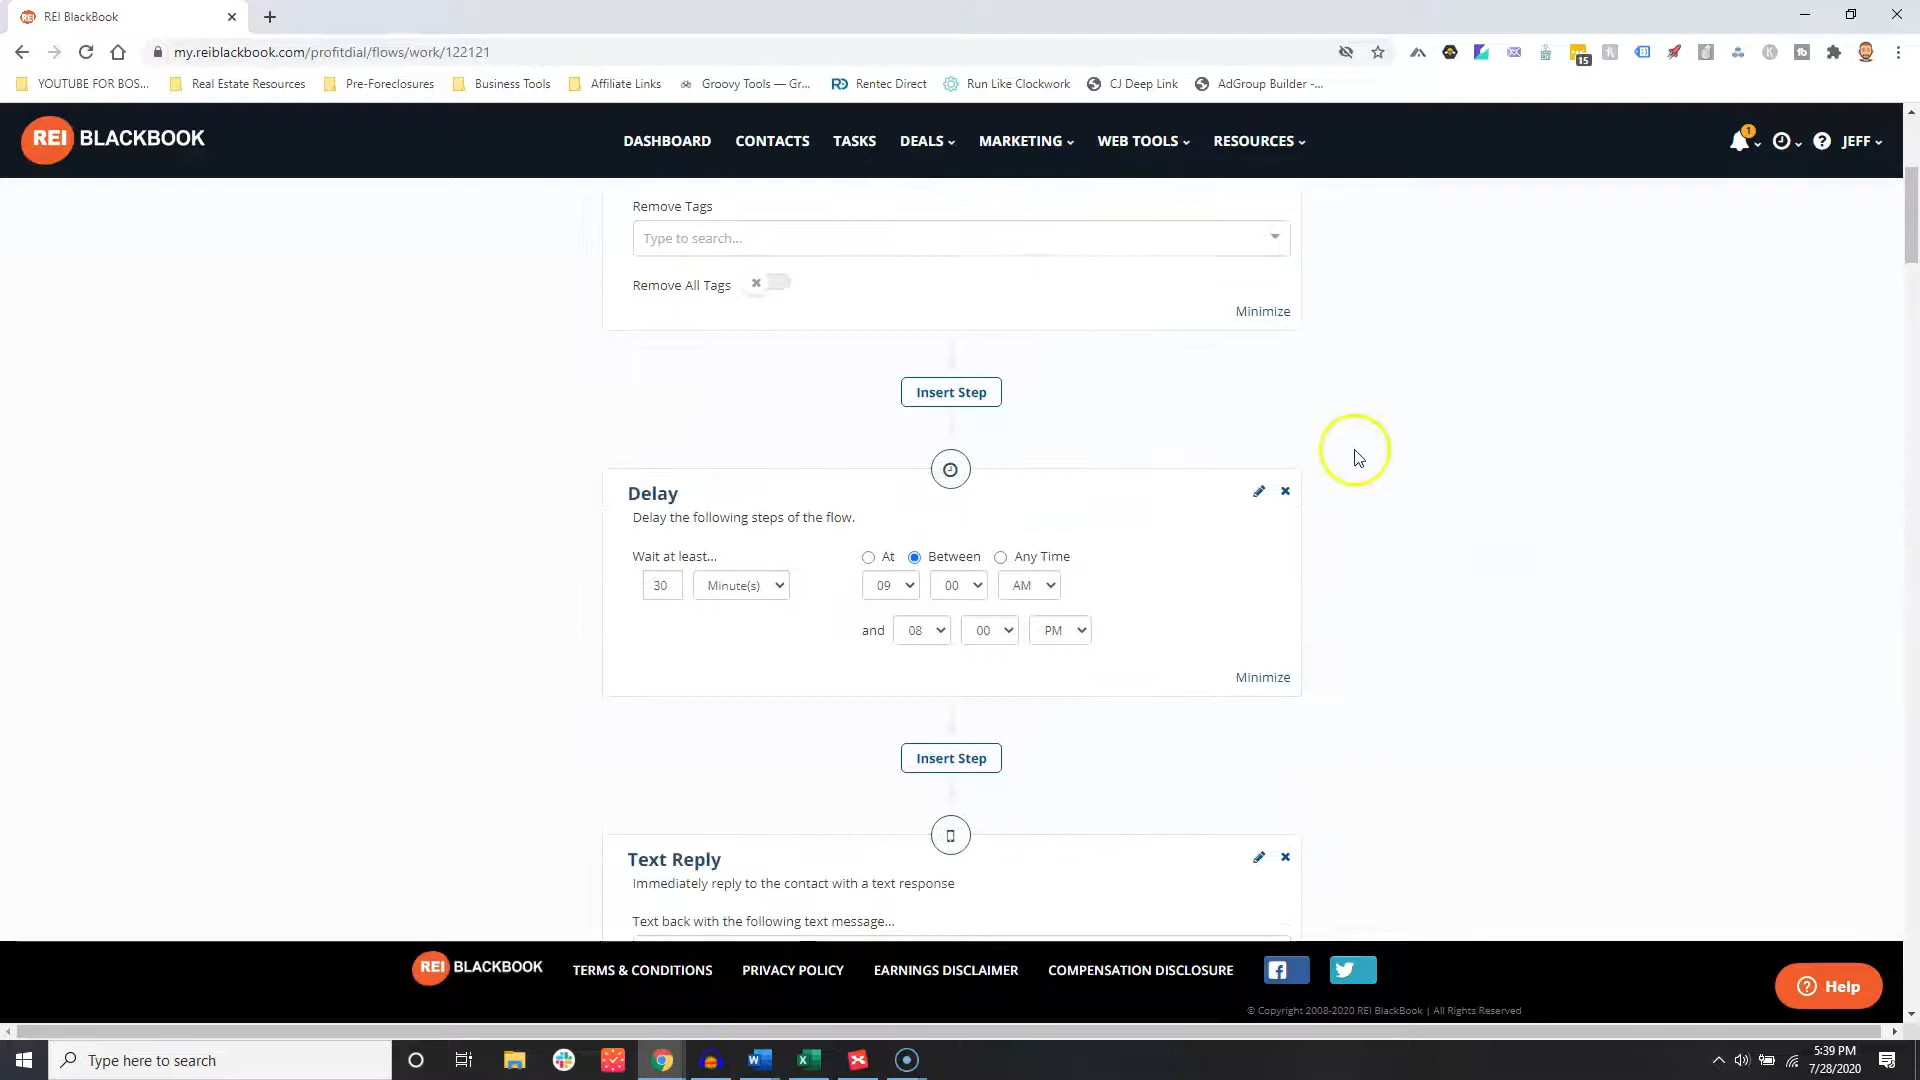 REI BlackBook
my.reiblackbook.com/profitdial/flows/work/122121
15
YOUTUBE FOR BOS...
Real Estate Resources
Pre-Foreclosures
Business Tools
Affiliate Links
Groovy Tools — Gr...
RD Rentec Direct
Run Like Clockwork
CJ Deep Link
AdGroup Builder -...
REI BLACKBOOK
DASHBOARD
CONTACTS
TASKS
DEALS
MARKETING
WEB TOOLS
RESOURCES
1
JEFF
Remove Tags
Type to search...
Remove All Tags
Minimize
Insert Step
Delay
Delay the following steps of the flow.
Wait at least...
At Between Any Time
30 Minute(s) 09 00 AM
and 08 00 PM
Minimize
Insert Step
Text Reply
Immediately reply to the contact with a text response
Text back with the following text message...
REI BLACKBOOK
TERMS & CONDITIONS
PRIVACY POLICY
EARNINGS DISCLAIMER
COMPENSATION DISCLOSURE
Help
© Copyright 2008-2020 REI BlackBook | All Rights Reserved
Type here to search
5:39 PM
7/28/2020